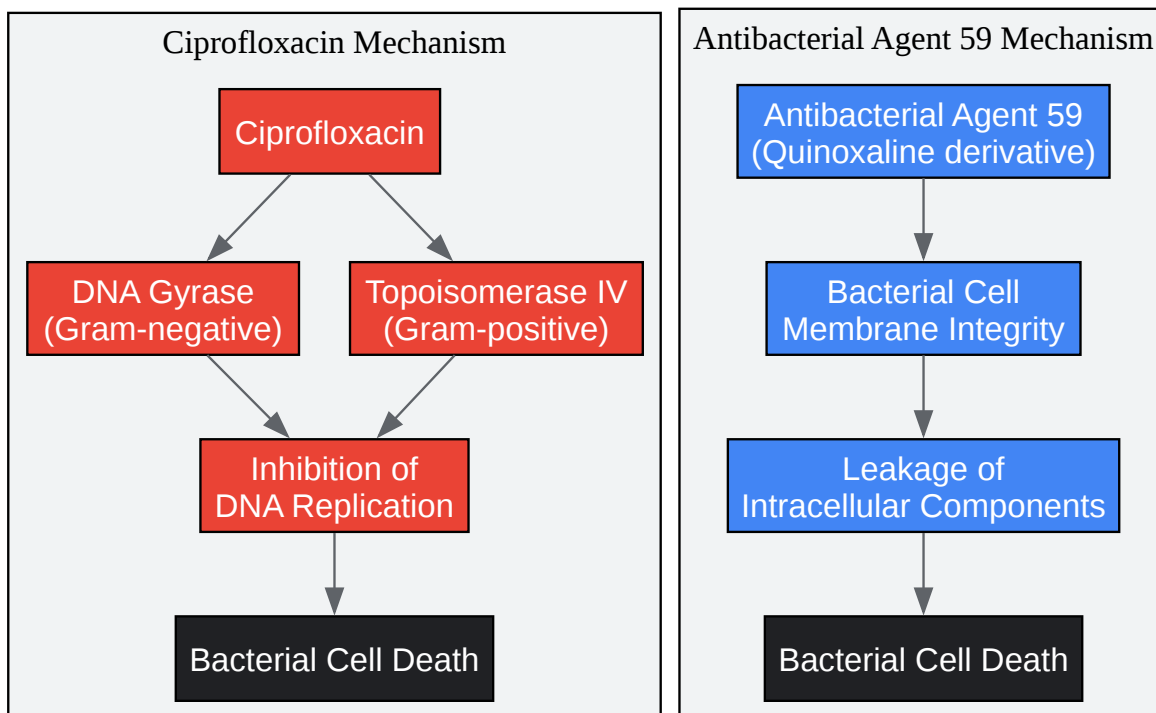 Ciprofloxacin Mechanism
Ciprofloxacin
DNA Gyrase
(Gram-negative)
Topoisomerase IV
(Gram-positive)
Inhibition of
DNA Replication
Bacterial Cell Death
Antibacterial Agent 59 Mechanism
Antibacterial Agent 59
(Quinoxaline derivative)
Bacterial Cell
Membrane Integrity
Leakage of
Intracellular Components
Bacterial Cell Death